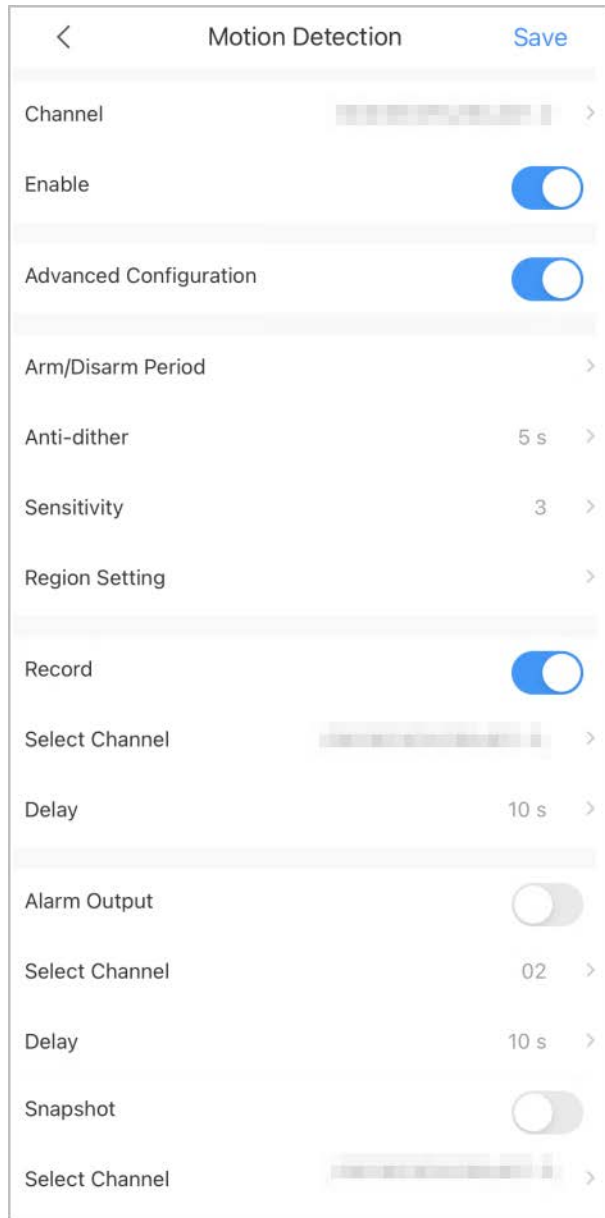 Motion Detection Save
Channel
Enable
Advanced Configuration
Arm/Disarm Period
Anti-dither 5 s
Sensitivity 3
Region Setting
Record
Select Channel
Delay 10 s
Alarm Output
Select Channel 02
Delay 10 s
Snapshot
Select Channel